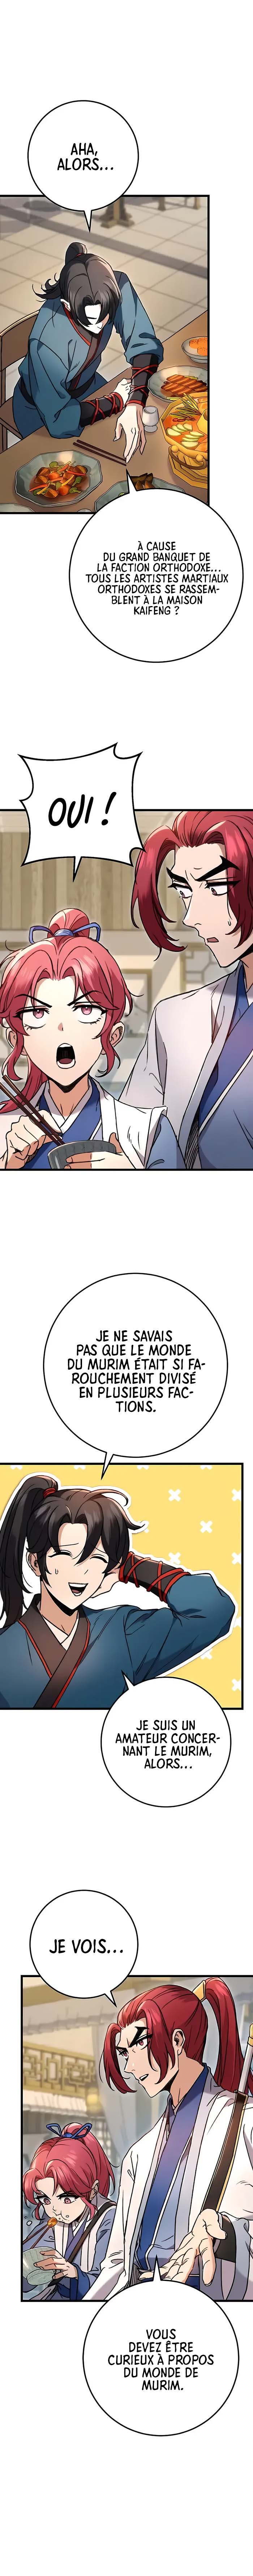 AHA,
ALORS...
À CAUSE
DU GRAND BANQUET DE
LA FACTION ORTHODOXE...
TOUS LES ARTISTES MARTIAUX
ORTHODOXES SE RASSEM-
BLENT À LA MAISON
KAIFENG ?
OUI !
JE NE SAVAIS
PAS QUE LE MONDE
DU MURIM ÉTAIT SI FA-
ROUCHEMENT DIVISÉ
EN PLUSIEURS FAC-
TIONS.
JE SUIS UN
AMATEUR CONCER-
NANT LE MURIM,
ALORS...
JE VOIS...
VOUS
DEVEZ ÊTRE
CURIEUX À PROPOS
DU MONDE DE
MURIM.